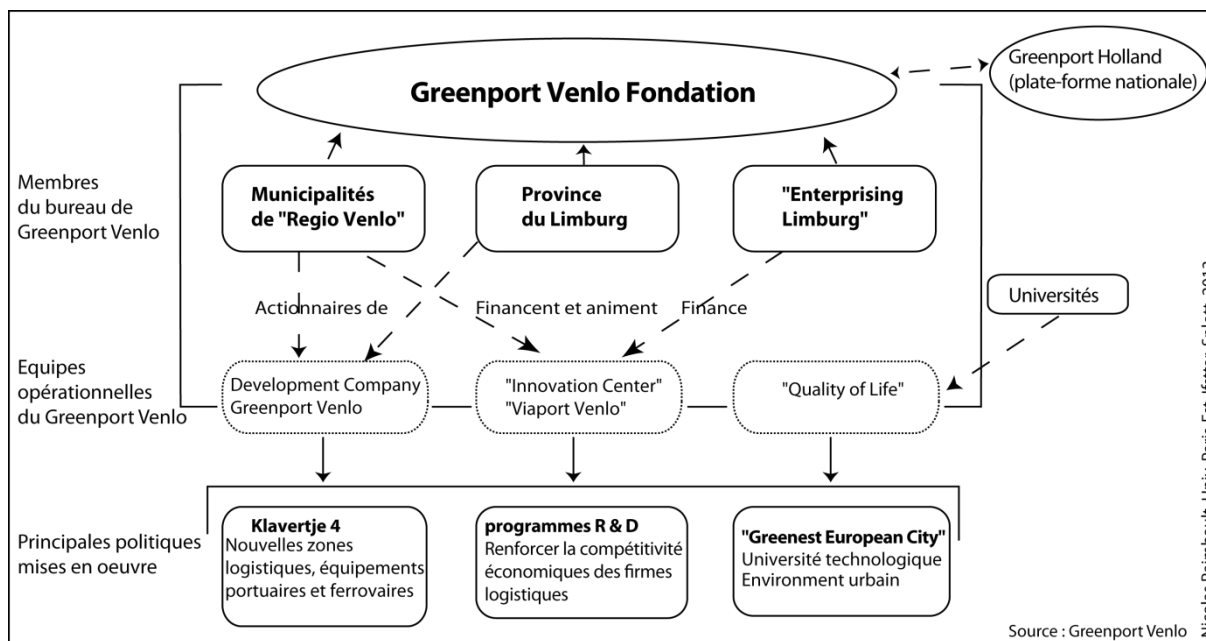 Greenport Venlo Fondation
Greenport Holland
(plate-forme nationale)
Membres
du bureau de
Greenport Venlo
Municipalités
de "Regio Venlo"
Province
du Limburg
"Enterprising
Limburg"
Universités
Actionnaires de
Financent et animent
Finance
Equipes
opérationnelles
du Greenport Venlo
Development Company
Greenport Venlo
"Innovation Center"
"Viaport Venlo"
"Quality of Life"
Principales politiques
mises en oeuvre
Klavertje 4
Nouvelles zones
logistiques, équipements
portuaires et ferrovaires
programmes R & D
Renforcer la compétitivité
économiques des firmes
logistiques
"Greenest European City"
Université technologique
Environment urbain
Source : Greenport Venlo